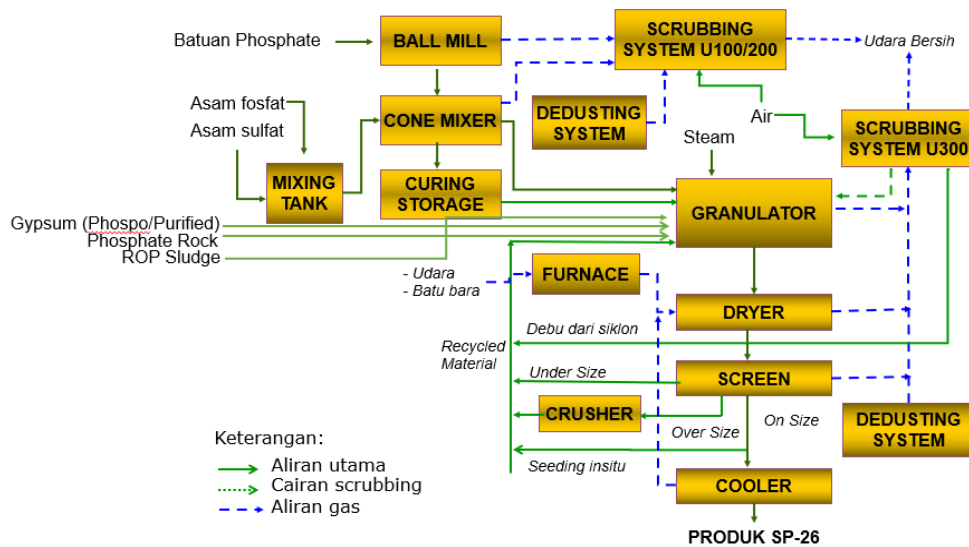 Batuan Phosphate
BALL MILL
SCRUBBING
SYSTEM U100/200
Udara Bersih
Asam fosfat
Asam sulfat
CONE MIXER
DEDUSTING
SYSTEM
Air
Steam
SCRUBBING
SYSTEM U300
MIXING
TANK
CURING
STORAGE
GRANULATOR
Gypsum (Phospo/Purified)
Phosphate Rock
ROP Sludge
- Udara
- Batu bara
FURNACE
DRYER
Debu dari siklon
Recycled
Material
Under Size
SCREEN
CRUSHER
Over Size
On Size
DEDUSTING
SYSTEM
Keterangan:
Aliran utama
Cairan scrubbing
Aliran gas
Seeding insitu
COOLER
PRODUK SP-26